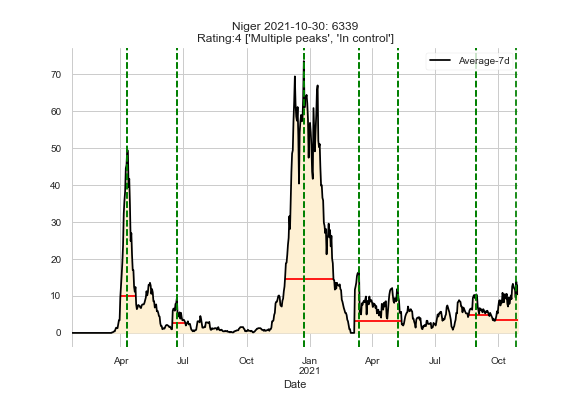 Niger 2021-10-30: 6339
Rating:4 ['Multiple peaks', 'In control']
Average-7d
70
60
50
40
30
20
10
0
Apr
Jul
Oct
Jan
2021
Apr
Jul
Oct
Date